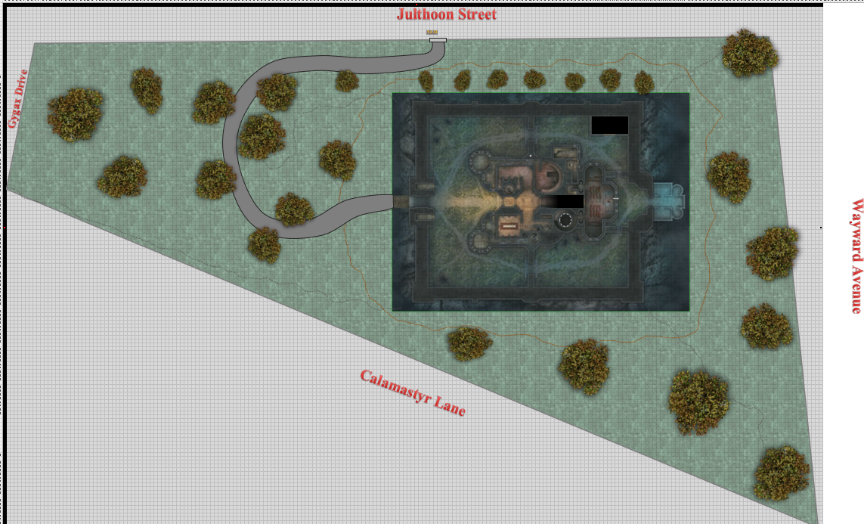 Julthoon Street
Gygax Drive
Wayward Avenue
Calamastyr Lane